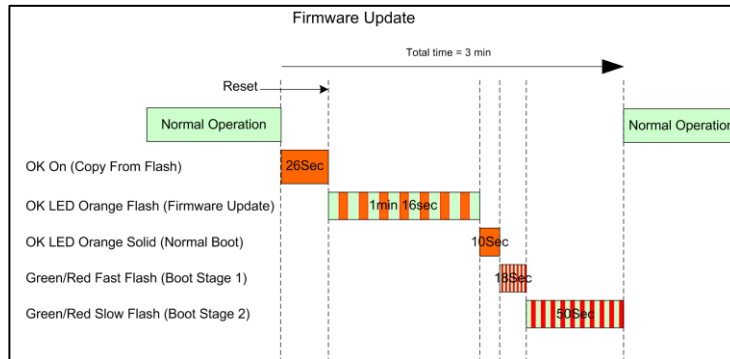 Firmware Update
Total time = 3 min
Reset
Normal Operation
Normal Operation
OK On (Copy From Flash)
26Sec
OK LED Orange Flash (Firmware Update)
1min 16sec
OK LED Orange Solid (Normal Boot)
10Sec
Green/Red Fast Flash (Boot Stage 1)
18Sec
Green/Red Slow Flash (Boot Stage 2)
50Sec